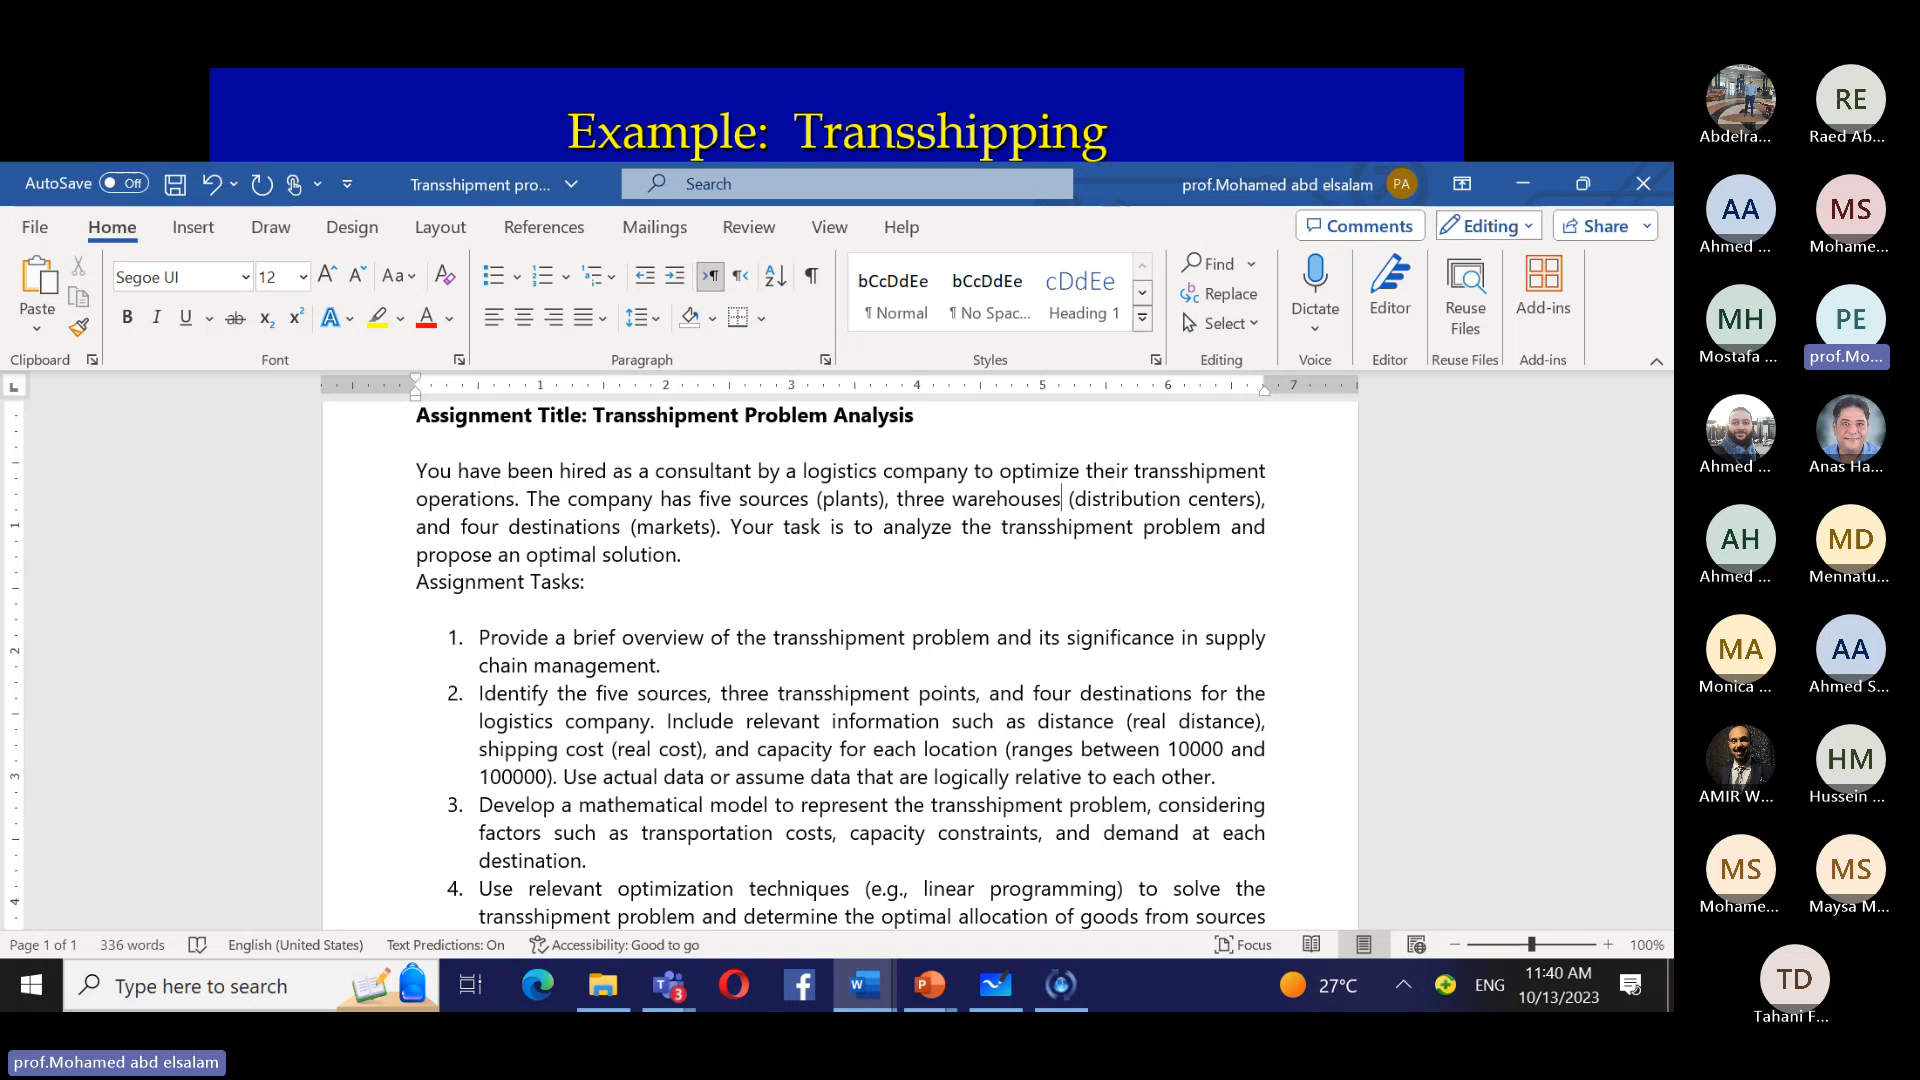 Example: Transshipping
AutoSave Off
Transshipment pro...
Search
prof.Mohamed abd elsalam PA
File Home Insert Draw Design Layout References Mailings Review View Help
Comments Editing Share
Paste
Segoe UI 12
Clipboard Font Paragraph
bCcDdEe bCcDdEe cDdEe
¶ Normal ¶ No Spac... Heading 1
Styles
Find
Replace
Select
Editing
Dictate
Voice
Editor
Editor
Reuse
Files
Reuse Files
Add-ins
Add-ins
1 2 3 4 5 6 7
Assignment Title: Transshipment Problem Analysis
You have been hired as a consultant by a logistics company to optimize their transshipment
operations. The company has five sources (plants), three warehouses (distribution centers),
and four destinations (markets). Your task is to analyze the transshipment problem and
propose an optimal solution.
Assignment Tasks:
1. Provide a brief overview of the transshipment problem and its significance in supply
chain management.
2. Identify the five sources, three transshipment points, and four destinations for the
logistics company. Include relevant information such as distance (real distance),
shipping cost (real cost), and capacity for each location (ranges between 10000 and
100000). Use actual data or assume data that are logically relative to each other.
3. Develop a mathematical model to represent the transshipment problem, considering
factors such as transportation costs, capacity constraints, and demand at each
destination.
4. Use relevant optimization techniques (e.g., linear programming) to solve the
transshipment problem and determine the optimal allocation of goods from sources
Page 1 of 1 336 words English (United States) Text Predictions: On Accessibility: Good to go Focus 100%
Type here to search
3
27°C
ENG
11:40 AM
10/13/2023
prof.Mohamed abd elsalam
Abdelra...
RE
Raed Ab...
AA
Ahmed ...
MS
Mohame...
MH
Mostafa ...
PE
prof.Mo...
Ahmed ...
Anas Ha...
AH
Ahmed ...
MD
Mennatu...
MA
Monica ...
AA
Ahmed S...
AMIR W...
HM
Hussein ...
MS
Mohame...
MS
Maysa M...
TD
Tahani F...